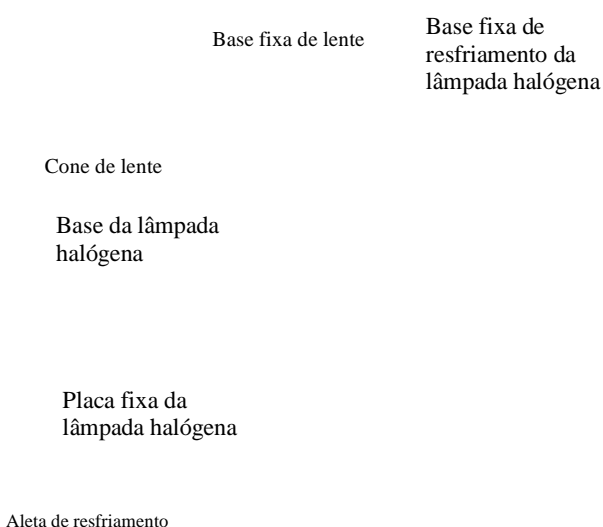 Base fixa de lente
Base fixa de
resfriamento da
lâmpada halógena
Cone de lente
Base da lâmpada
halógena
Placa fixa da
lâmpada halógena
Aleta de resfriamento